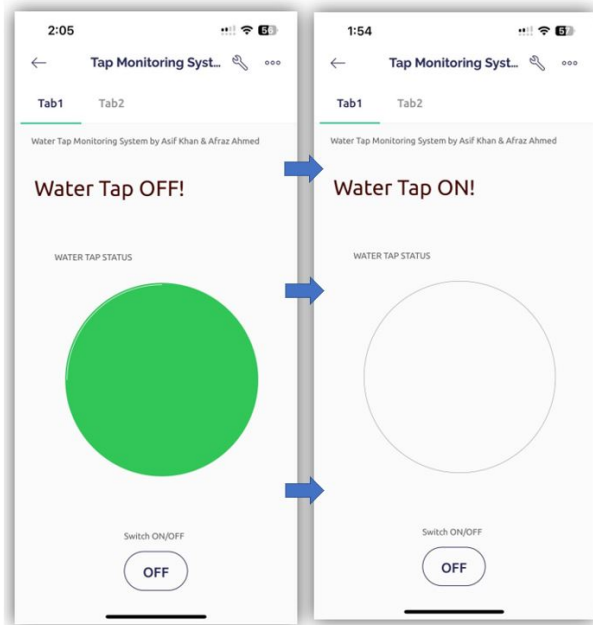 2:05
56
Tap Monitoring Syst...
Tab1 Tab2
Water Tap Monitoring System by Asif Khan & Afraz Ahmed
Water Tap OFF!
WATER TAP STATUS
Switch ON/OFF
OFF
1:54
57
Tap Monitoring Syst...
Tab1 Tab2
Water Tap Monitoring System by Asif Khan & Afraz Ahmed
Water Tap ON!
WATER TAP STATUS
Switch ON/OFF
OFF